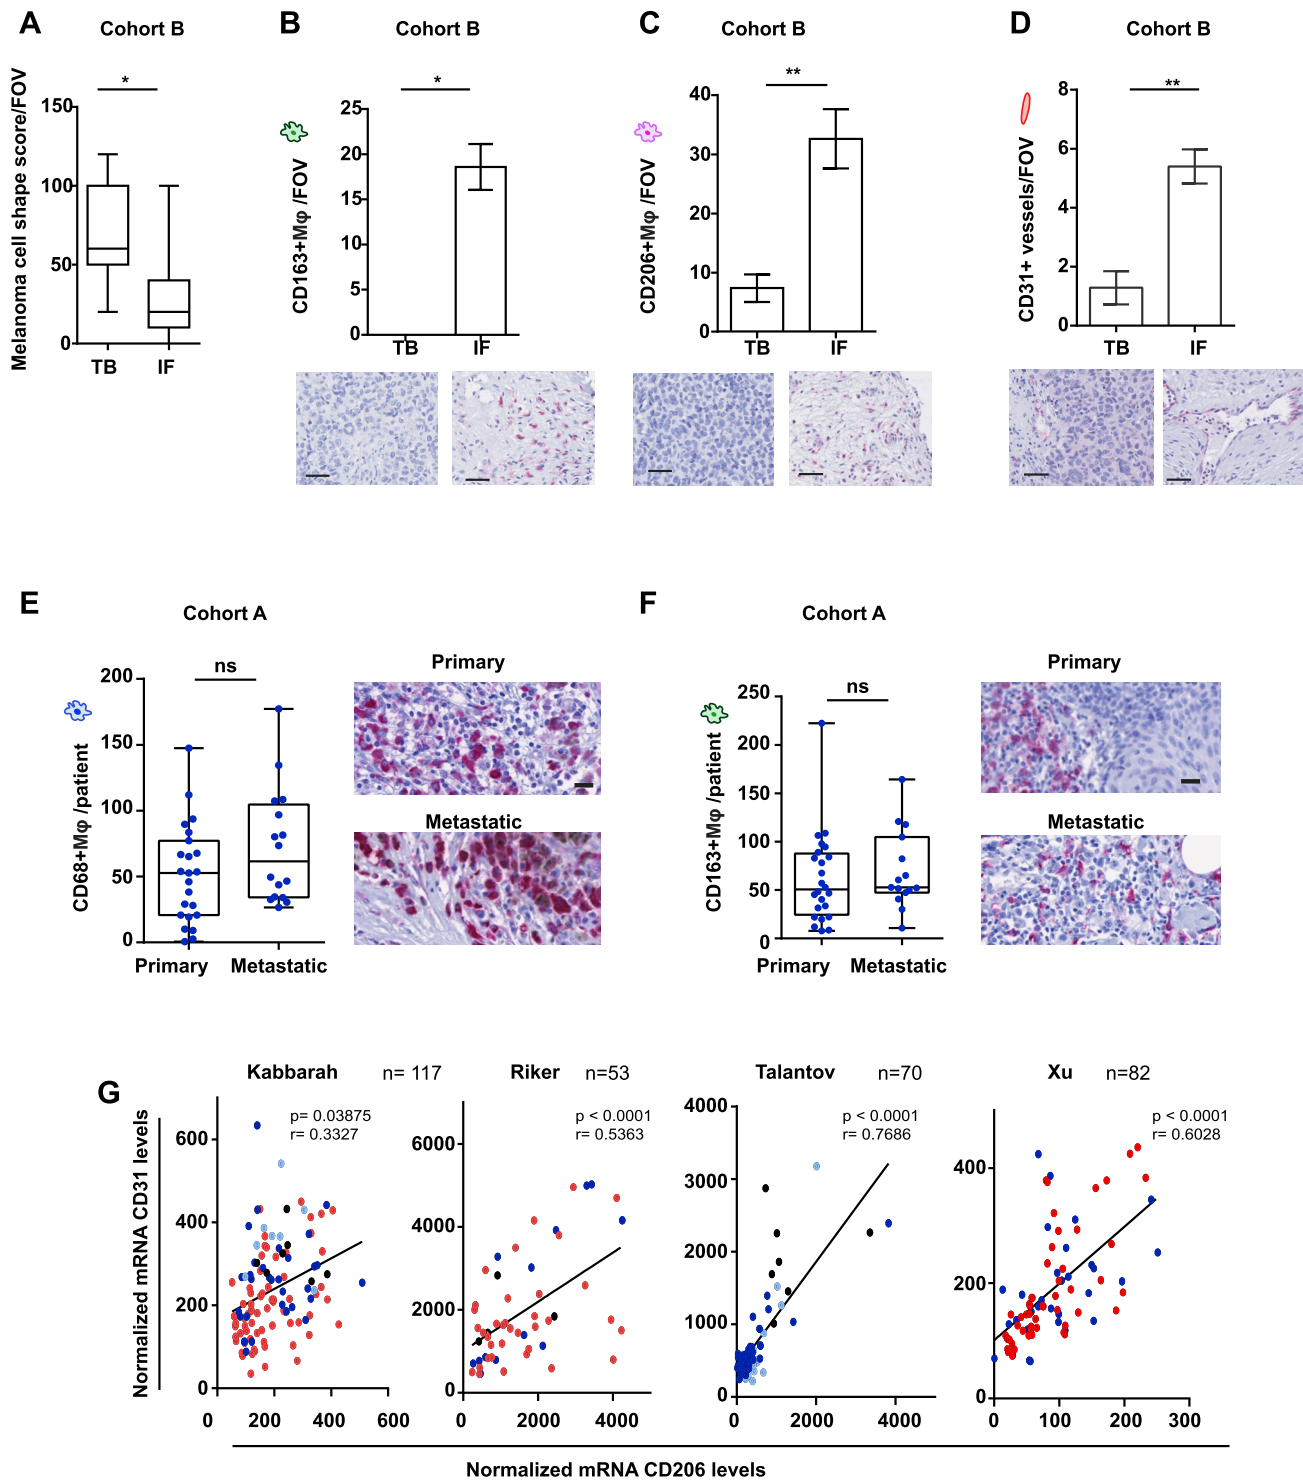 A
Cohort B
*
Melanoma cell shape score/FOV
150
100
50
0
TB
IF
B
Cohort B
*
CD163+Mφ /FOV
25
20
15
10
5
0
TB
IF
C
Cohort B
**
CD206+Mφ /FOV
40
30
20
10
0
TB
IF
D
Cohort B
**
CD31+ vessels/FOV
8
6
4
2
0
TB
IF
E
Cohort A
ns
CD68+Mφ /patient
200
150
100
50
0
Primary
Metastatic
Primary
Metastatic
F
Cohort A
ns
CD163+Mφ /patient
250
200
150
100
50
0
Primary
Metastatic
Primary
Metastatic
G
Normalized mRNA CD31 levels
Kabbarah n= 117
p= 0.03875
r= 0.3327
600
400
200
0
0 200 400 600
Riker n=53
p < 0.0001
r= 0.5363
6000
4000
2000
0
0 2000 4000
Talantov n=70
p < 0.0001
r= 0.7686
4000
3000
2000
1000
0
0 2000 4000
Xu n=82
p < 0.0001
r= 0.6028
400
200
0
0 100 200 300
Normalized mRNA CD206 levels